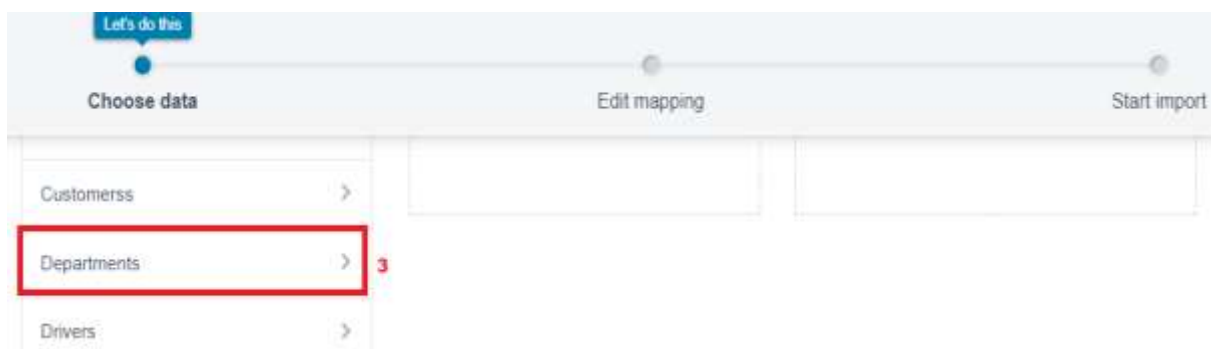 Let's do this
Choose data
Edit mapping
Start import
Customerss
Departments
3
Drivers